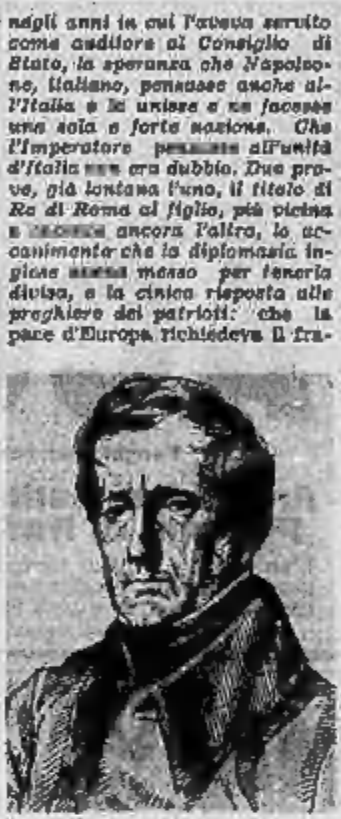 negli anni in cui l'aveva servito
come auditore al Consiglio di
Stato, la speranza che Napoleo-
ne, italiano, pensasse anche al-
l'Italia e la unisse e ne facesse
una sola e forte nazione. Che
l'Imperatore all'unità
d'Italia era dubbio. Due pro-
ve, già lontana l'una, il titolo di
Re di Roma al figlio, più vicina
e ancora l'altra, lo ac-
canimento che la diplomazia in-
glese messo per tenerla
divisa, e la cinica risposta alle
preghiere dei patrioti: che la
pace d'Europa richiedeva il fra-